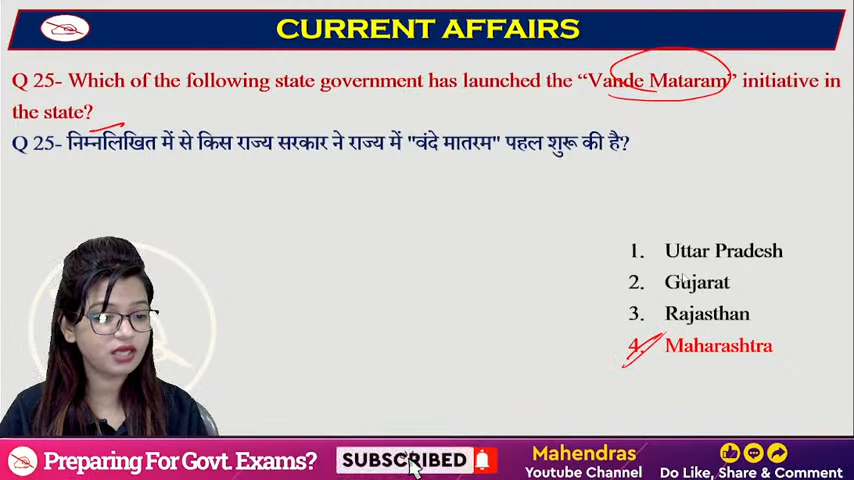 CURRENT AFFAIRS
Q 25- Which of the following state government has launched the “Vande Mataram” initiative in
the state?
Q 25- निम्नलिखित में से किस राज्य सरकार ने राज्य में "वंदे मातरम" पहल शुरू की है?
1. Uttar Pradesh
2. Gujarat
3. Rajasthan
4. Maharashtra
Preparing For Govt. Exams?
SUBSCRIBED
Mahendras
Youtube Channel
Do Like, Share & Comment